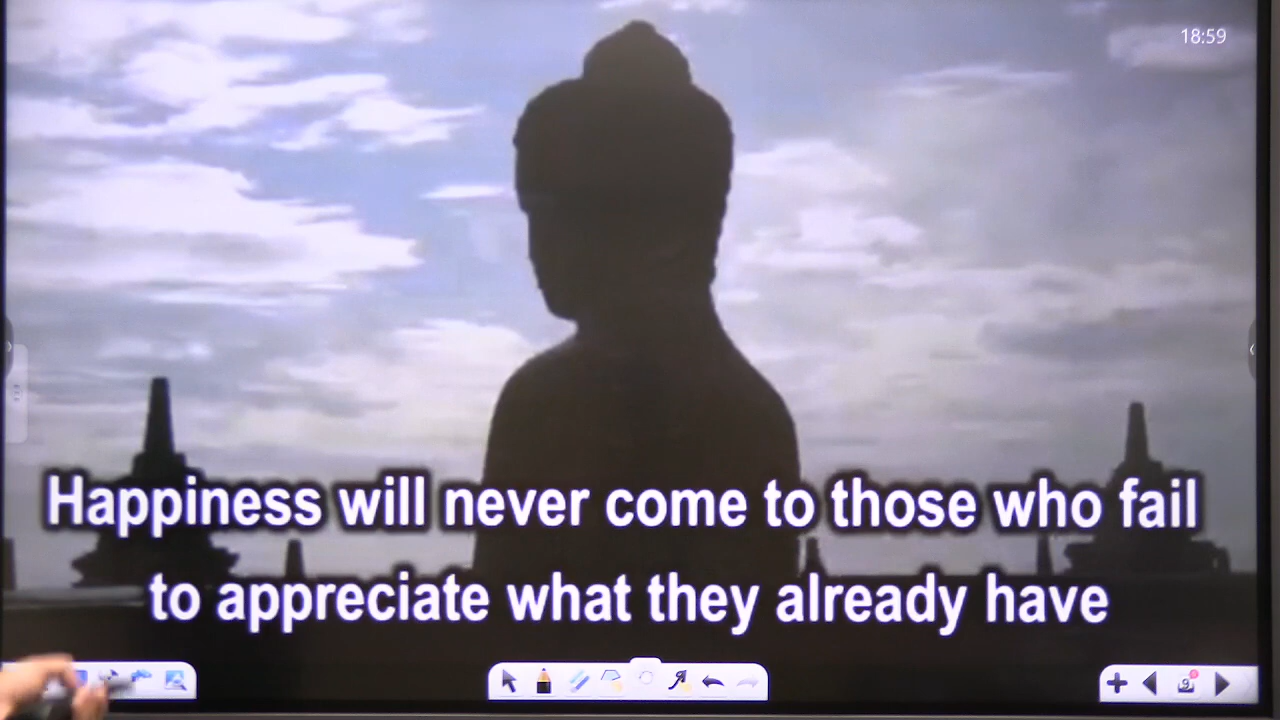 18:59
Happiness will never come to those who fail
to appreciate what they already have